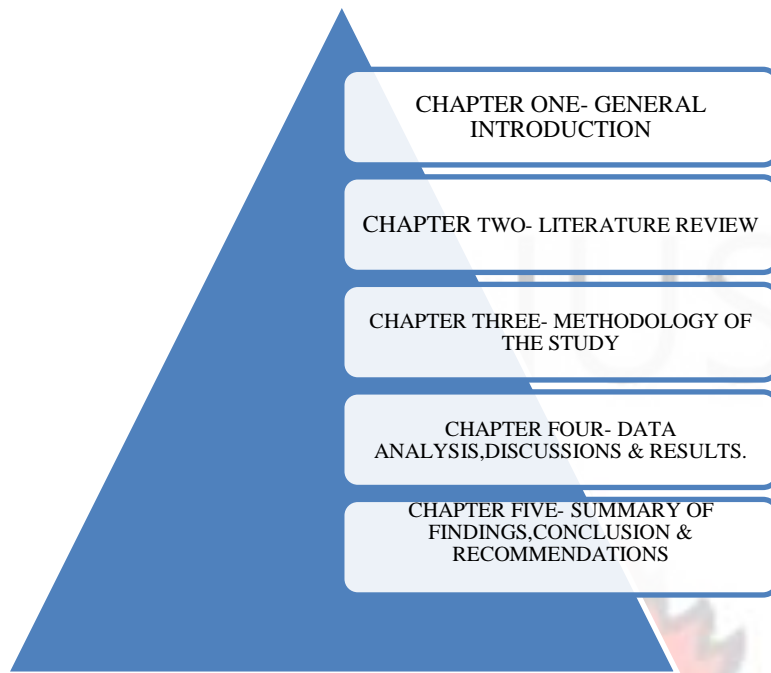 CHAPTER ONE- GENERAL
INTRODUCTION
CHAPTER TWO- LITERATURE REVIEW
CHAPTER THREE- METHODOLOGY OF
THE STUDY
CHAPTER FOUR- DATA
ANALYSIS,DISCUSSIONS & RESULTS.
CHAPTER FIVE- SUMMARY OF
FINDINGS,CONCLUSION &
RECOMMENDATIONS